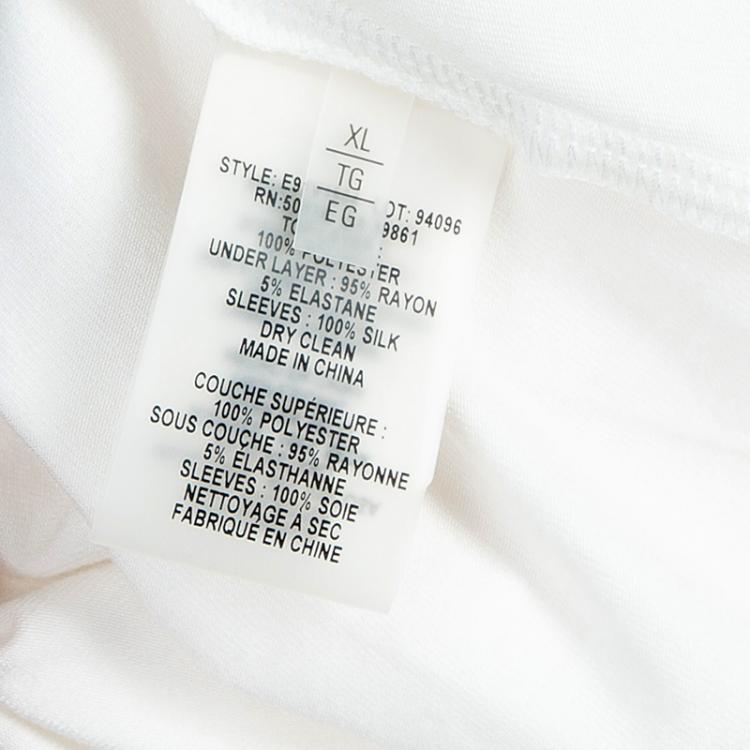 XL
TG
EG
STYLE: E9 OT: 94096
RN:50 9861
100% POLYESTER
UNDER LAYER : 95% RAYON
5% ELASTANE
SLEEVES : 100% SILK
DRY CLEAN
MADE IN CHINA
COUCHE SUPÉRIEURE :
100% POLYESTER
SOUS COUCHE : 95% RAYONNE
5% ÉLASTHANNE
SLEEVES : 100% SOIE
NETTOYAGE À SEC
FABRIQUÉ EN CHINE